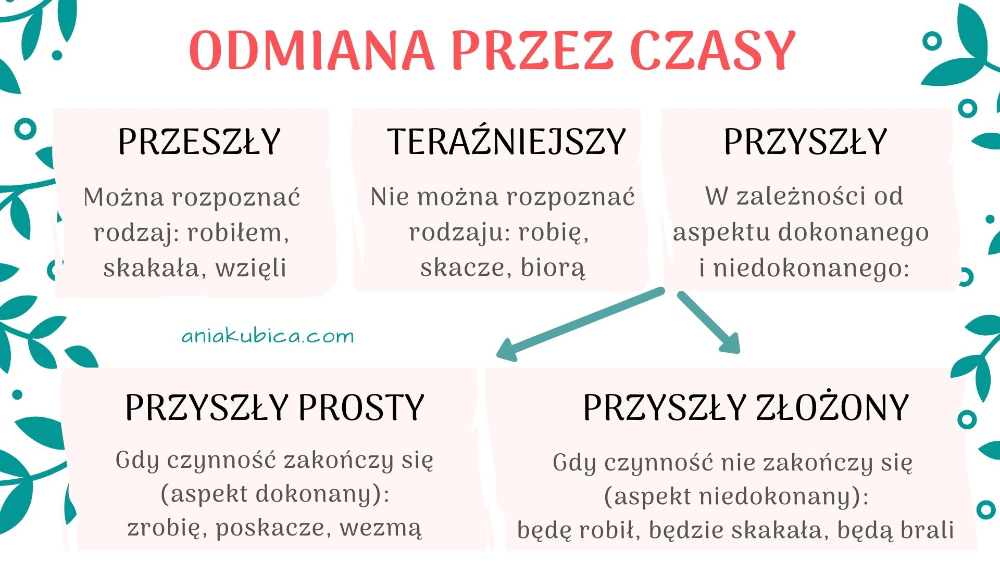 ODMIANA PRZEZ CZASY
PRZESZŁY
Można rozpoznać
rodzaj: robiłem,
skakała, wzięli
TERAŹNIEJSZY
Nie można rozpoznać
rodzaju: robię,
skacze, biorą
PRZYSZŁY
W zależności od
aspektu dokonanego
i niedokonanego:
aniakubica.com
PRZYSZŁY PROSTY
Gdy czynność zakończy się
(aspekt dokonany):
zrobię, poskacze, wezmą
PRZYSZŁY ZŁOŻONY
Gdy czynność nie zakończy się
(aspekt niedokonany):
będę robił, będzie skakała, będą brali